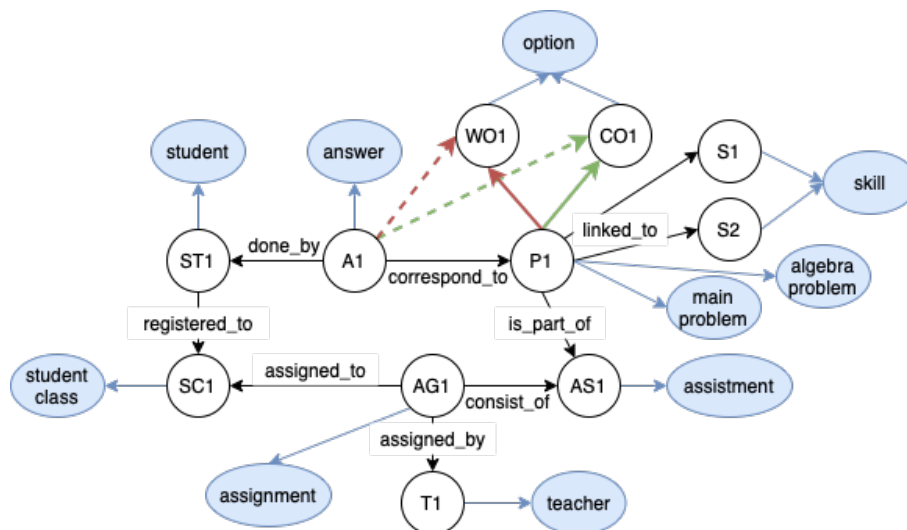 option
WO1
CO1
student
answer
S1
skill
linked_to
S2
done_by
ST1
A1
correspond_to
P1
algebra
problem
main
problem
registered_to
is_part_of
student
class
SC1
assigned_to
AG1
consist_of
AS1
assistment
assigned_by
assignment
T1
teacher